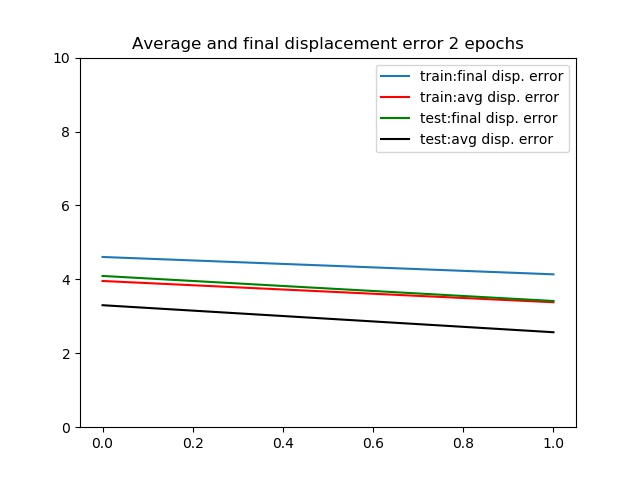 Average and final displacement error 2 epochs
train:final disp. error
train:avg disp. error
test:final disp. error
test:avg disp. error
10
8
6
4
2
0
0.0 0.2 0.4 0.6 0.8 1.0